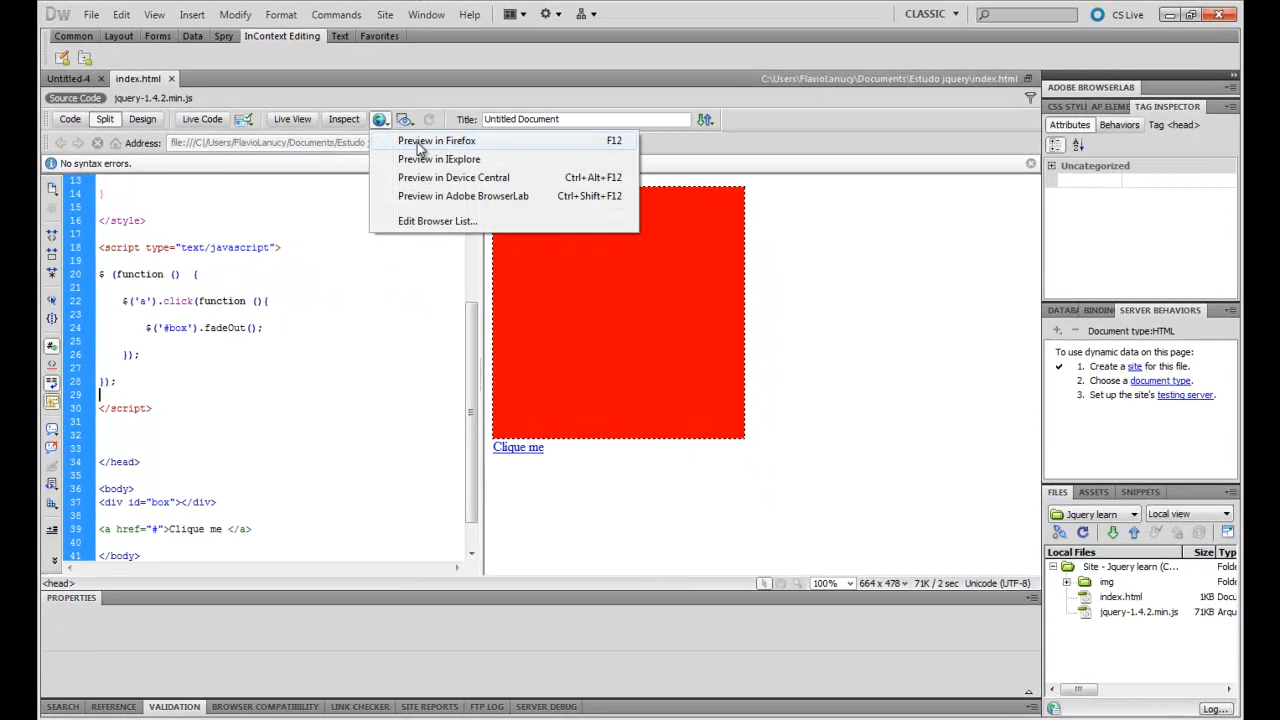 Dw File Edit View Insert Modify Format Commands Site Window Help CLASSIC CS Live
Common Layout Forms Data Spry InContext Editing Text Favorites
Untitled-4 index.html C:\Users\FlavioLanucy\Documents\Estudo jquery\index.html
Source Code jquery-1.4.2.min.js
Code Split Design Live Code Live View Inspect Title: Untitled Document
Address: file:///C|/Users/FlavioLanucy/Documents/Estudo j
No syntax errors.
Preview in Firefox F12
Preview in IExplore
Preview in Device Central Ctrl+Alt+F12
Preview in Adobe BrowserLab Ctrl+Shift+F12
Edit Browser List...
13
14 }
15
16 </style>
17
18 <script type="text/javascript">
19
20 $ (function () {
21
22 $('a').click(function (){
23
24 $('#box').fadeOut();
25
26 });
27
28 });
29
30 </script>
31
32
33
34 </head>
35
36 <body>
37 <div id="box"></div>
38
39 <a href="#">Clique me </a>
40
41 </body>
Clique me
<head> 100% 664 x 478 71K / 2 sec Unicode (UTF-8)
PROPERTIES
SEARCH REFERENCE VALIDATION BROWSER COMPATIBILITY LINK CHECKER SITE REPORTS FTP LOG SERVER DEBUG
ADOBE BROWSERLAB
CSS STYL AP ELEME TAG INSPECTOR
Attributes Behaviors Tag <head>
Uncategorized
DATABA BINDING SERVER BEHAVIORS
Document type:HTML
To use dynamic data on this page:
1. Create a site for this file.
2. Choose a document type.
3. Set up the site's testing server.
FILES ASSETS SNIPPETS
Jquery learn Local view
Local Files Size Typ
Site - Jquery learn (C... Folde
img Folde
index.html 1KB Docu
jquery-1.4.2.min.js 71KB Arqu
Log...